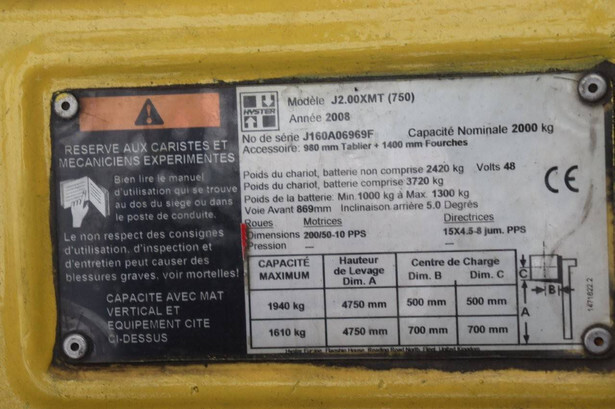 RESERVE AUX CARISTES ET
MECANICIENS EXPERIMENTES
Bien lire le manuel
d'utilisation qui se trouve
au dos du siège ou dans
le poste de conduite.
Le non respect des consignes
d'utilisation, d'inspection et
d'entretien peut causer des
blessures graves, voir mortelles!
CAPACITE AVEC MAT
VERTICAL ET
EQUIPEMENT CITE
CI-DESSUS
HYSTER
Modèle J2.00XMT (750)
Année 2008
No de série J160A06969F Capacité Nominale 2000 kg
Accessoire: 980 mm Tablier + 1400 mm Fourches
Poids du chariot, batterie non comprise 2420 kg Volts 48
Poids du chariot, batterie comprise 3720 kg
Poids de la batterie: Min 1000 kg à Max. 1300 kg
Voie Avant 869mm Inclinaison arrière 5.0 Degrès
Roues Motrices Directrices
Dimensions 200/50-10 PPS 15X4.5-8 jum. PPS
Pression — —
CAPACITÉ MAXIMUM Hauteur de Levage Dim. A Centre de Charge Dim. B Dim. C
1940 kg 4750 mm 500 mm 500 mm
1610 kg 4750 mm 700 mm 700 mm
CE
C
B
A
1471622.2